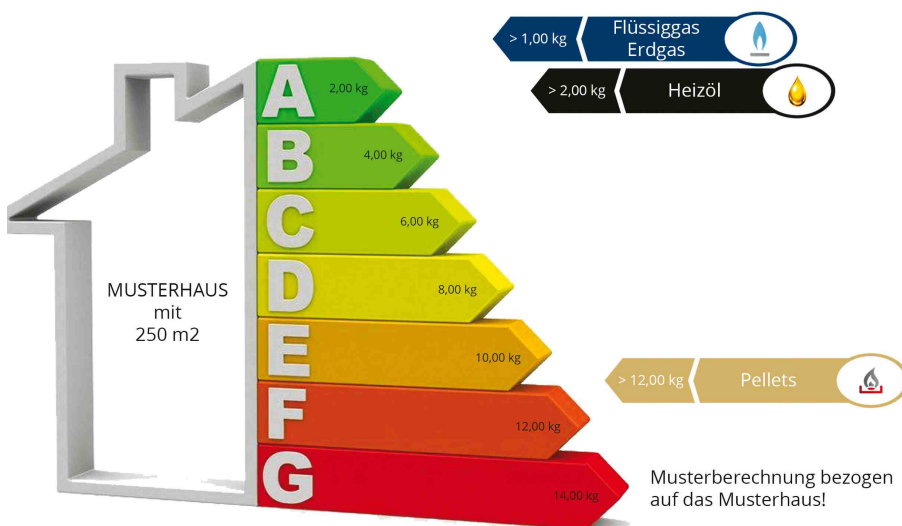 > 1,00 kg
Flüssiggas
Erdgas
> 2,00 kg
Heizöl
A
2,00 kg
B
4,00 kg
C
6,00 kg
D
8,00 kg
E
10,00 kg
F
12,00 kg
G
14,00 kg
MUSTERHAUS
mit
250 m2
> 12,00 kg
Pellets
Musterberechnung bezogen
auf das Musterhaus!